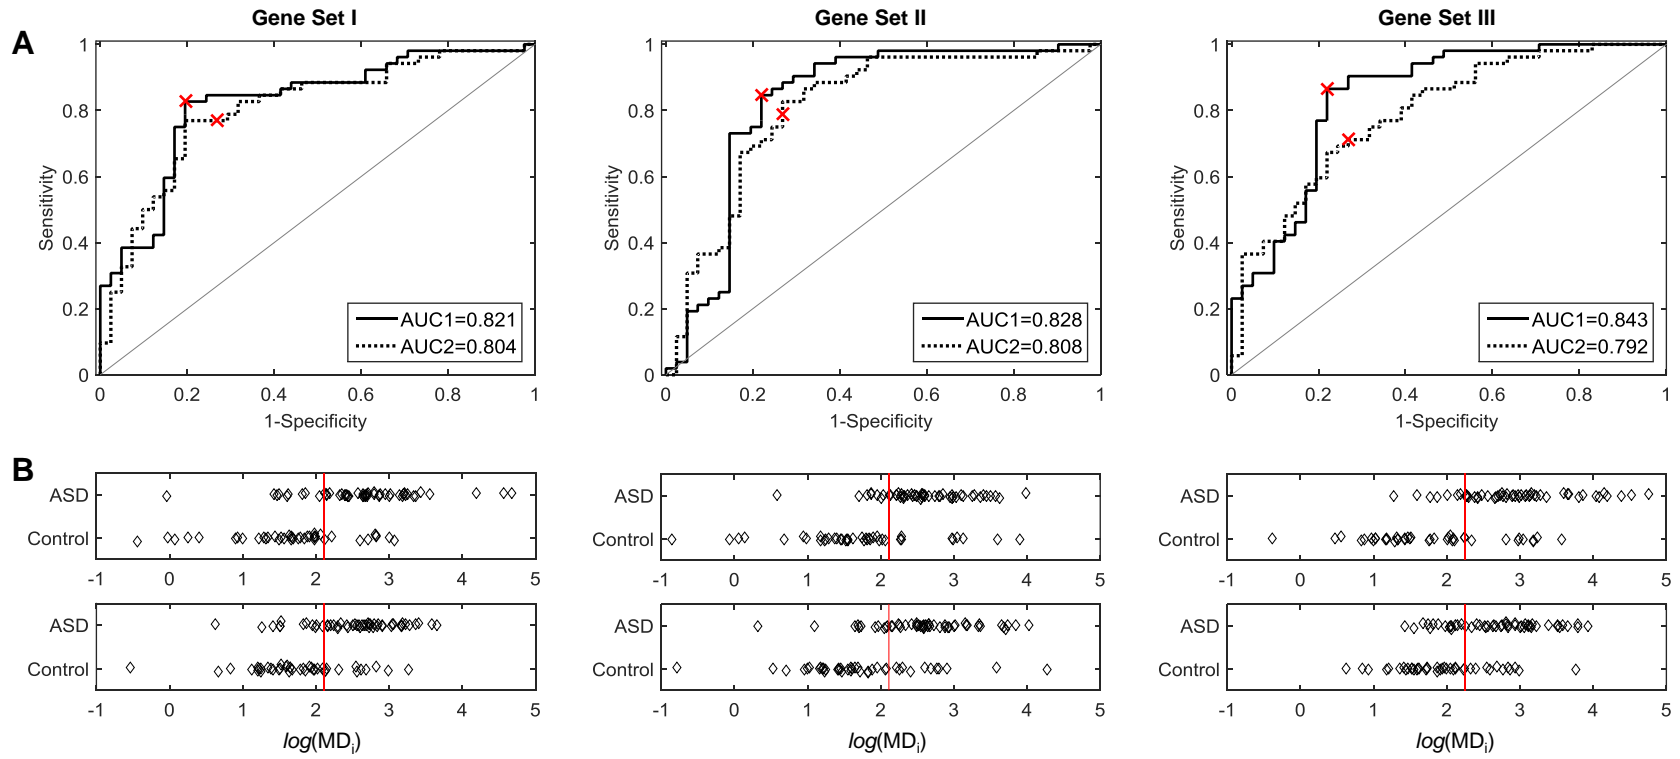 Gene Set I
Gene Set II
Gene Set III
A
1
0.8
0.6
0.4
0.2
0
Sensitivity
0
0.2
0.4
0.6
0.8
1
1-Specificity
AUC1=0.821
AUC2=0.804
1
0.8
0.6
0.4
0.2
0
Sensitivity
0
0.2
0.4
0.6
0.8
1
1-Specificity
AUC1=0.828
AUC2=0.808
1
0.8
0.6
0.4
0.2
0
Sensitivity
0
0.2
0.4
0.6
0.8
1
1-Specificity
AUC1=0.843
AUC2=0.792
B
ASD
Control
-1 0 1 2 3 4 5
ASD
Control
-1 0 1 2 3 4 5
ASD
Control
-1 0 1 2 3 4 5
ASD
Control
-1 0 1 2 3 4 5
log(MDi)
ASD
Control
-1 0 1 2 3 4 5
log(MDi)
ASD
Control
-1 0 1 2 3 4 5
log(MDi)